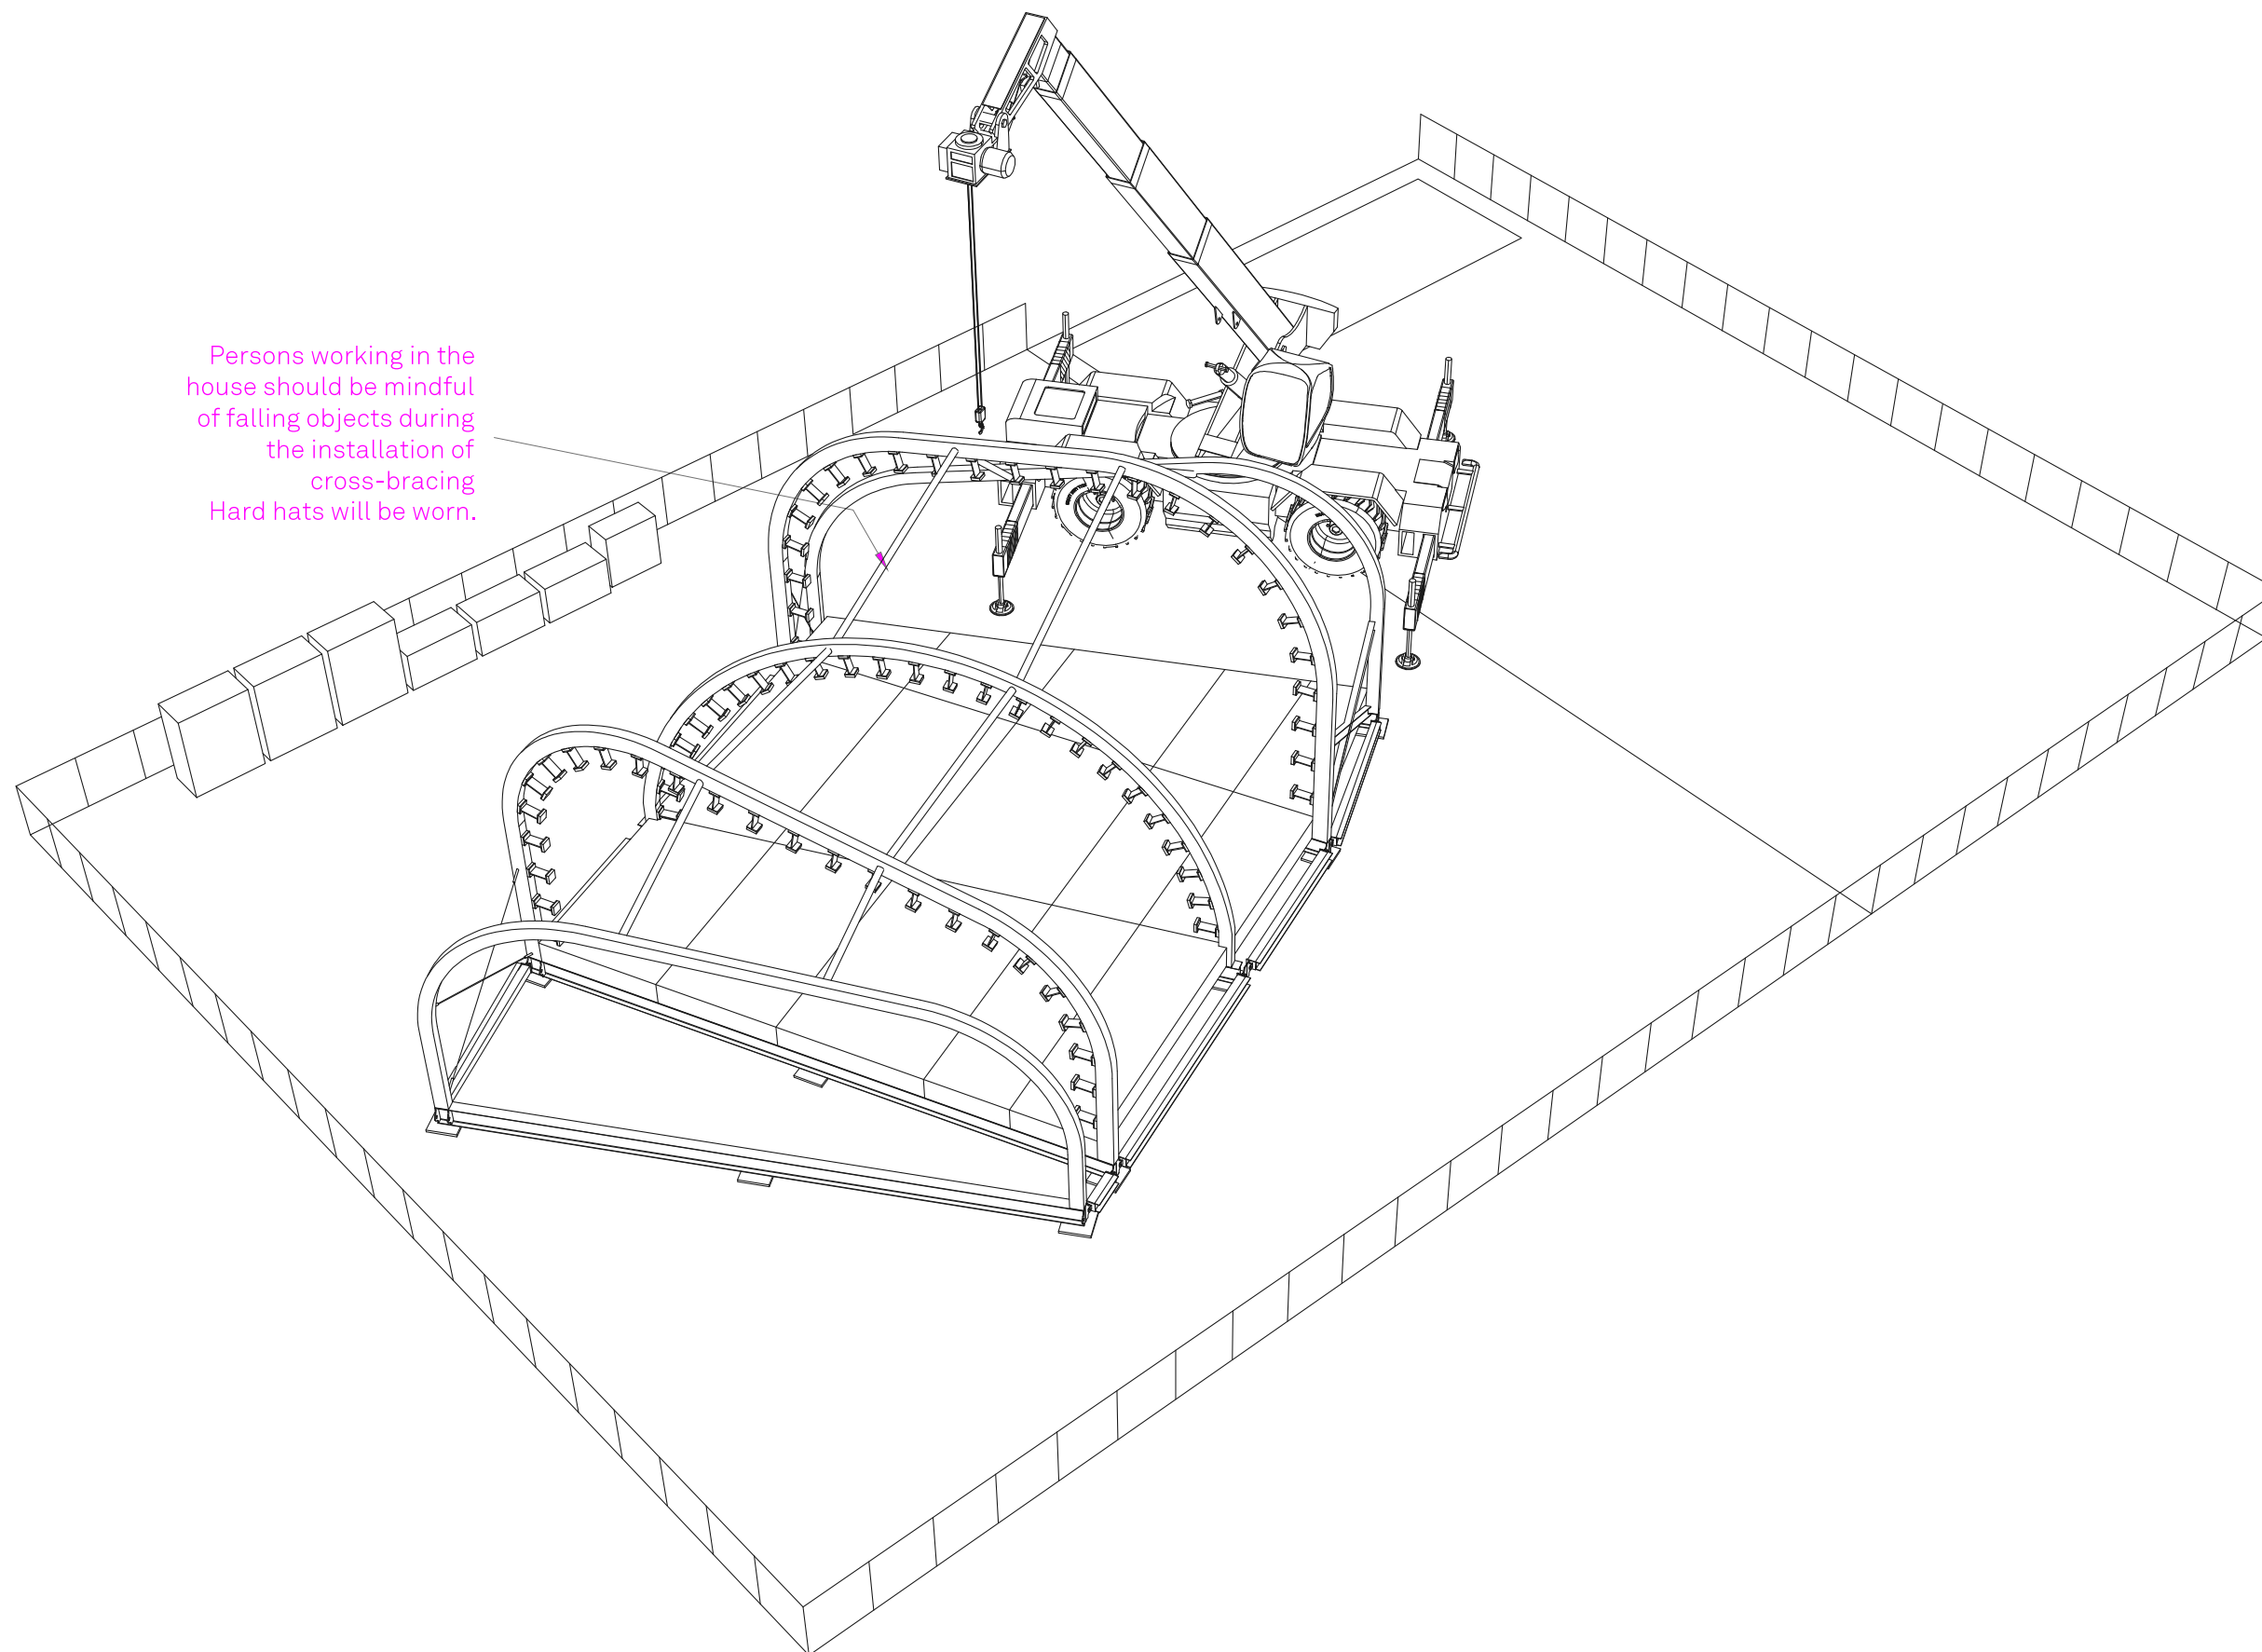 Persons working in the
house should be mindful
of falling objects during
the installation of
cross-bracing
Hard hats will be worn.